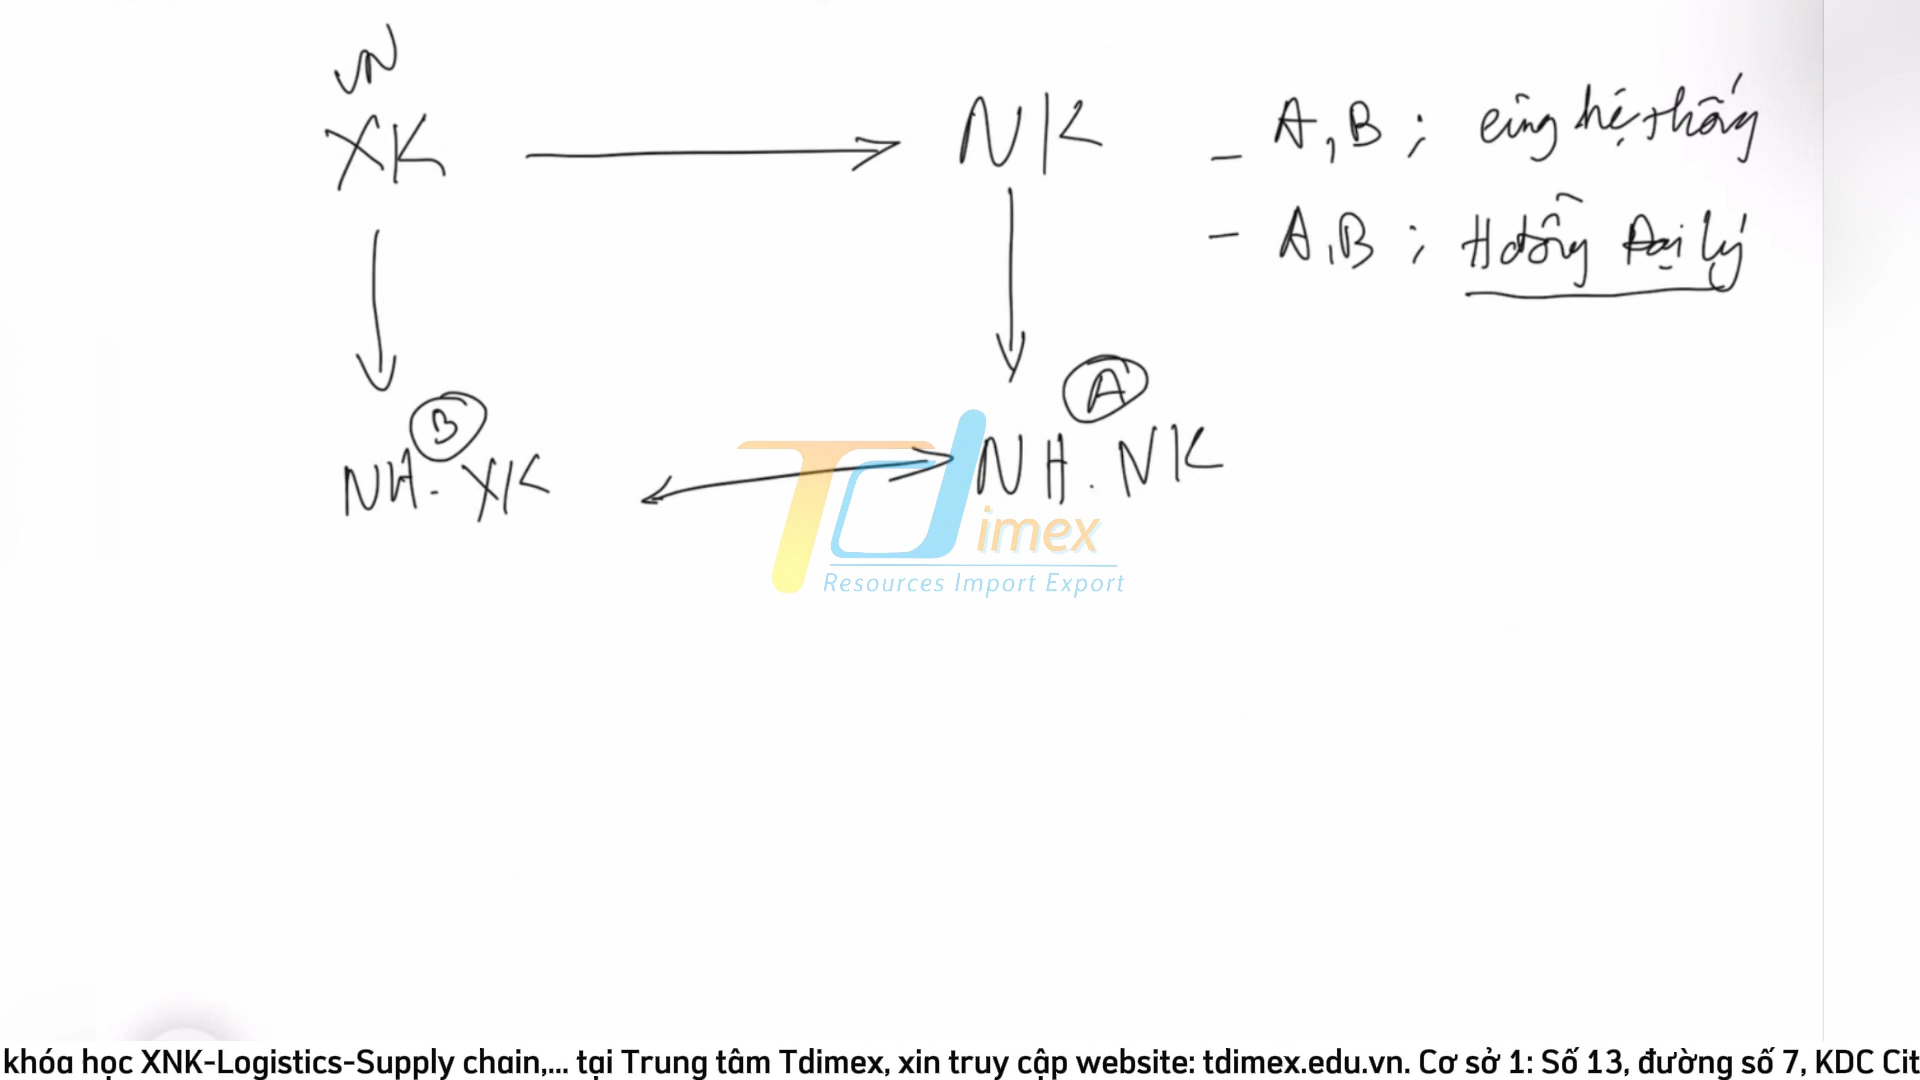 VN
XK
NK
- A, B ; cùng hệ thống
- A, B ; Hđồng Đại lý
B
A
NH - XK
NH . NK
TDimex
Resources Import Export
khóa học XNK-Logistics-Supply chain,... tại Trung tâm Tdimex, xin truy cập website: tdimex.edu.vn. Cơ sở 1: Số 13, đường số 7, KDC Cit